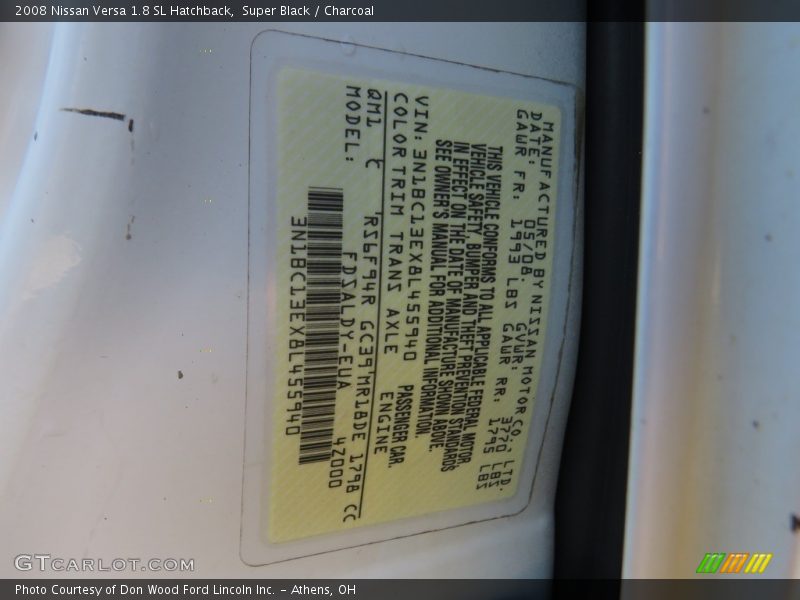 2008 Nissan Versa 1.8 SL Hatchback, Super Black / Charcoal
MANUFACTURED BY NISSAN MOTOR CO., LTD.
DATE: 05/08. GVWR: 3770 LBS
GAWR FR: 1993 LBS GAWR RR: 1795 LBS
THIS VEHICLE CONFORMS TO ALL APPLICABLE FEDERAL MOTOR
VEHICLE SAFETY, BUMPER AND THEFT PREVENTION STANDARDS
IN EFFECT ON THE DATE OF MANUFACTURE SHOWN ABOVE.
SEE OWNER'S MANUAL FOR ADDITIONAL INFORMATION.
VIN: 3N1BC13EX8L455940 PASSENGER CAR.
COLOR TRIM TRANS AXLE ENGINE
QM1 C 'RS6F94R GC39'MR18DE 1798 CC
MODEL: FDSALDY-EUA 4Z000
3N1BC13EX8L455940
GTCARLOT.COM
Photo Courtesy of Don Wood Ford Lincoln Inc. – Athens, OH